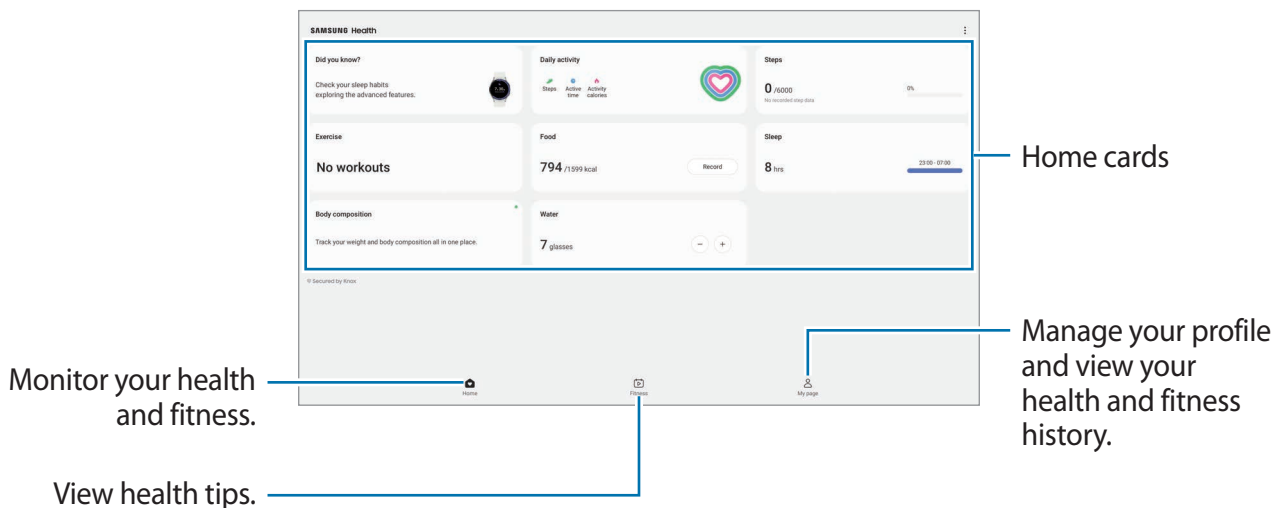 SAMSUNG Health
Did you know?
Check your sleep habits
exploring the advanced features.
Daily activity
Steps
Active
time
Activity
calories
Steps
0 /6000
No recorded step data
0%
Exercise
No workouts
Food
794 /1599 kcal
Record
Sleep
8 hrs
23:00 - 07:00
Body composition
Track your weight and body composition all in one place.
Water
7 glasses
− +
Secured by Knox
Home
Fitness
My page
Home cards
Monitor your health
and fitness.
View health tips.
Manage your profile
and view your
health and fitness
history.